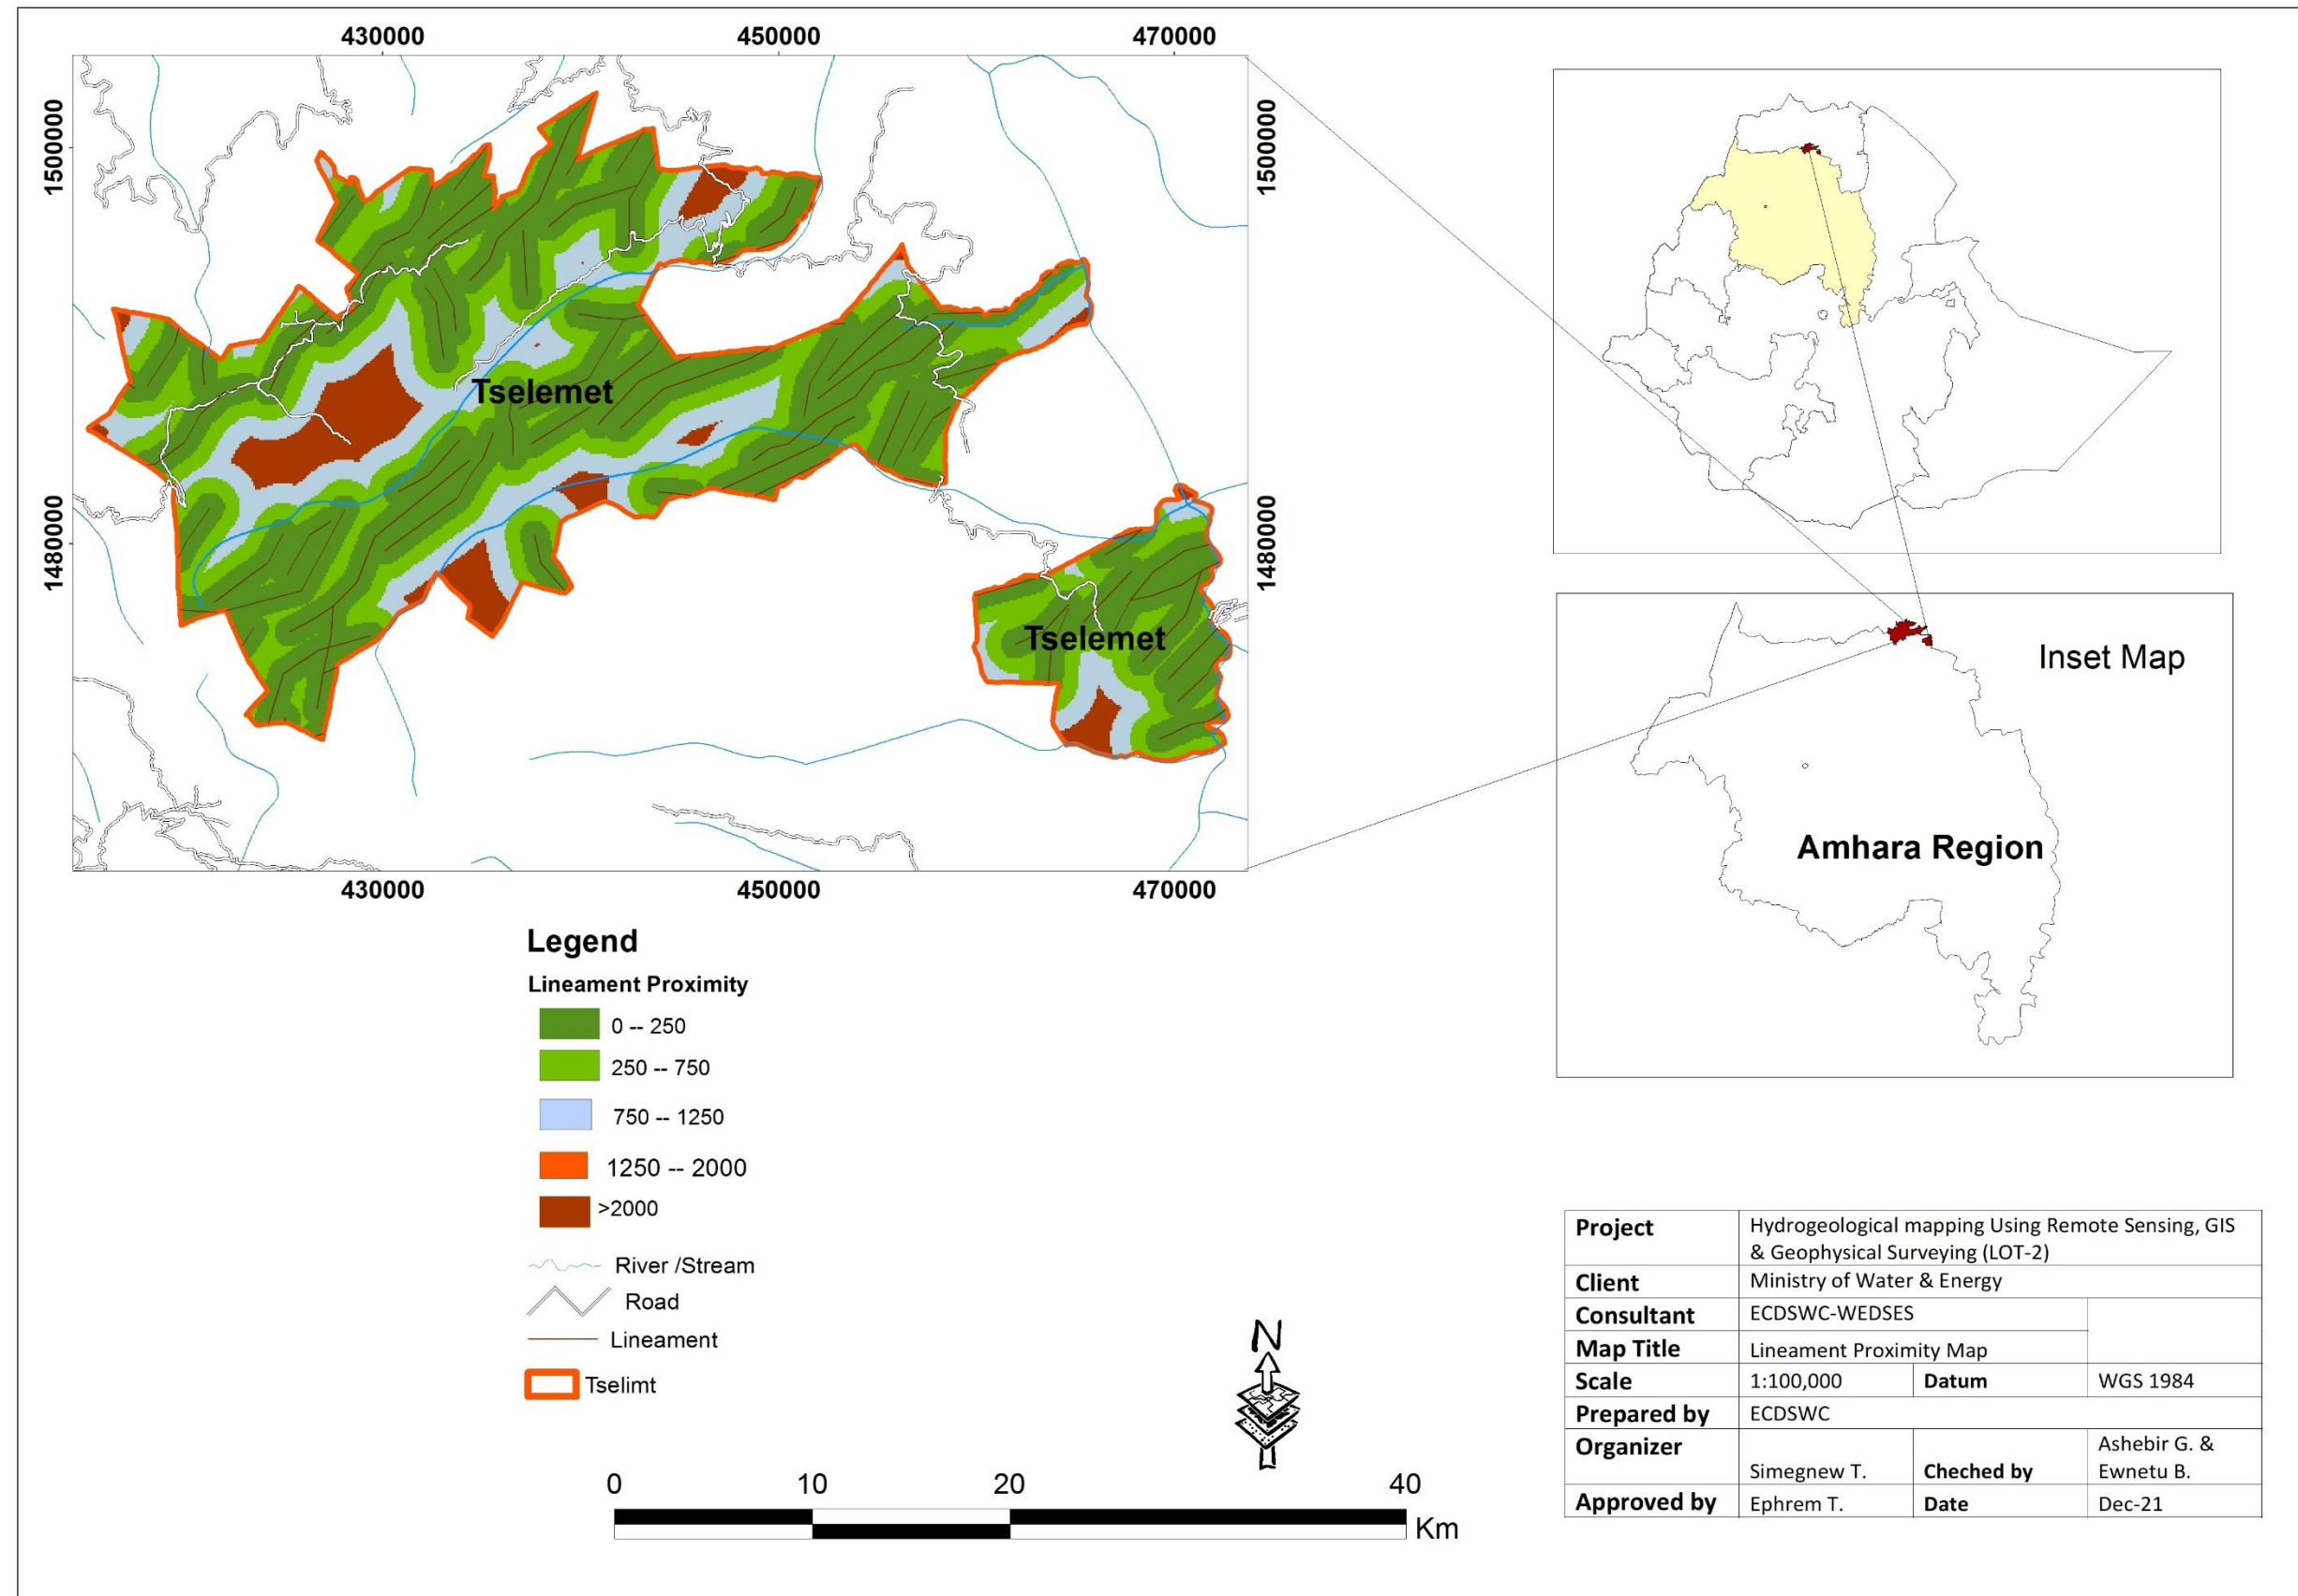 430000 450000 470000
1500000
1500000
1480000
1480000
Tselemet
Tselemet
430000 450000 470000
Inset Map
Amhara Region
Legend
Lineament Proximity
0 -- 250
250 -- 750
750 -- 1250
1250 -- 2000
>2000
River /Stream
Road
Lineament
Tselimt
N
0 10 20 40
Km
Project Hydrogeological mapping Using Remote Sensing, GIS
& Geophysical Surveying (LOT-2)
Client Ministry of Water & Energy
Consultant ECDSWC-WEDSES
Map Title Lineament Proximity Map
Scale 1:100,000 Datum WGS 1984
Prepared by ECDSWC
Organizer Simegnew T. Cheched by Ashebir G. &
Ewnetu B.
Approved by Ephrem T. Date Dec-21